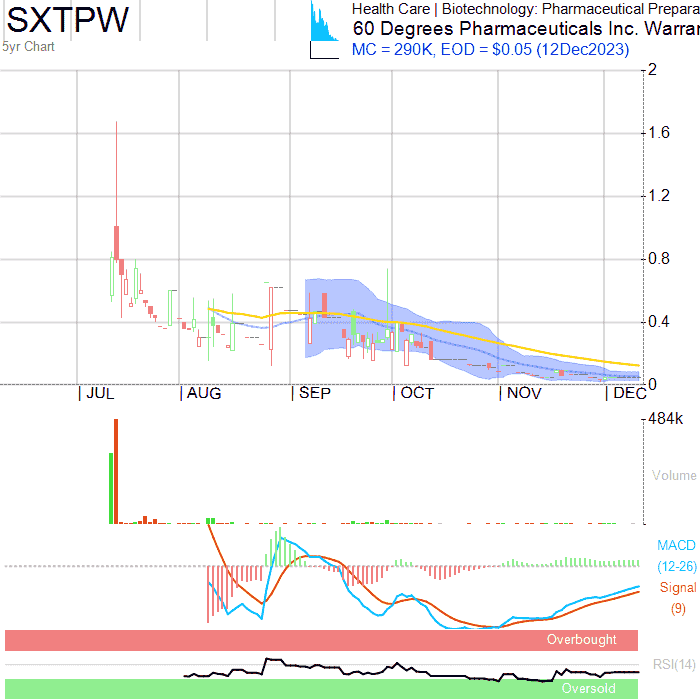 SXTPW
Health Care | Biotechnology: Pharmaceutical Prepara
60 Degrees Pharmaceuticals Inc. Warrar
5yr Chart
MC = 290K, EOD = $0.05 (12Dec2023)
2
1.6
1.2
0.8
0.4
0
| JUL | AUG | SEP | OCT | NOV | DEC
484k
Volume
MACD
(12-26)
Signal
(9)
Overbought
RSI(14)
Oversold